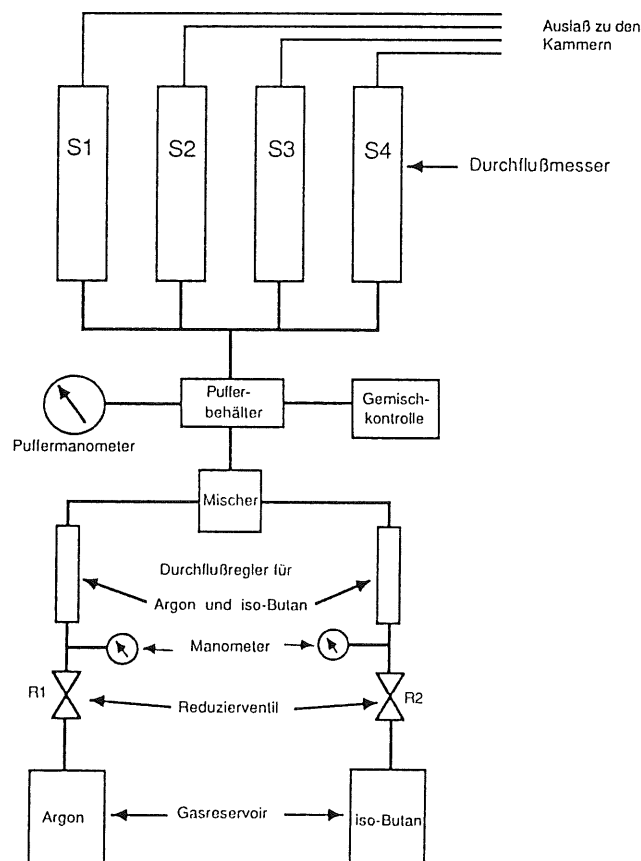 Auslaß zu den
Kammern
S1 S2 S3 S4
Durchflußmesser
Puffer-
behälter
Gemisch-
kontrolle
Puffermanometer
Mischer
Durchflußregler für
Argon und iso-Butan
Manometer
R1 Reduzierventil R2
Argon Gasreservoir iso-Butan